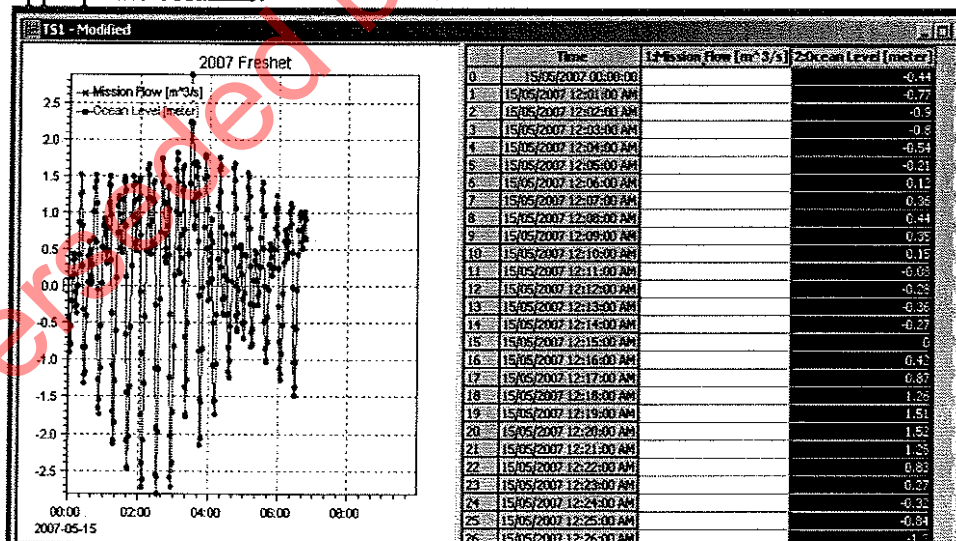 TS1 - Modified
2007 Freshet
Mission Flow [m^3/s]
Ocean Level [meter]
2.5
2.0
1.5
1.0
0.5
0.0
-0.5
-1.0
-1.5
-2.0
-2.5
00:00 02:00 04:00 06:00 08:00
2007-05-15
Time 1:Mission Flow [m^3/s] 2:Ocean Level [meter]
0 15/05/2007 00:00:00 -0.44
1 15/05/2007 12:01:00 AM -0.77
2 15/05/2007 12:02:00 AM -0.9
3 15/05/2007 12:03:00 AM -0.8
4 15/05/2007 12:04:00 AM -0.54
5 15/05/2007 12:05:00 AM -0.21
6 15/05/2007 12:06:00 AM 0.12
7 15/05/2007 12:07:00 AM 0.36
8 15/05/2007 12:08:00 AM 0.44
9 15/05/2007 12:09:00 AM 0.35
10 15/05/2007 12:10:00 AM 0.15
11 15/05/2007 12:11:00 AM
12 15/05/2007 12:12:00 AM
13 15/05/2007 12:13:00 AM -0.36
14 15/05/2007 12:14:00 AM -0.27
15 15/05/2007 12:15:00 AM 0
16 15/05/2007 12:16:00 AM
17 15/05/2007 12:17:00 AM 0.87
18 15/05/2007 12:18:00 AM 1.26
19 15/05/2007 12:19:00 AM 1.51
20 15/05/2007 12:20:00 AM
21 15/05/2007 12:21:00 AM
22 15/05/2007 12:22:00 AM
23 15/05/2007 12:23:00 AM 0.27
24 15/05/2007 12:24:00 AM
25 15/05/2007 12:25:00 AM -0.84
26 15/05/2007 12:26:00 AM
erseded b